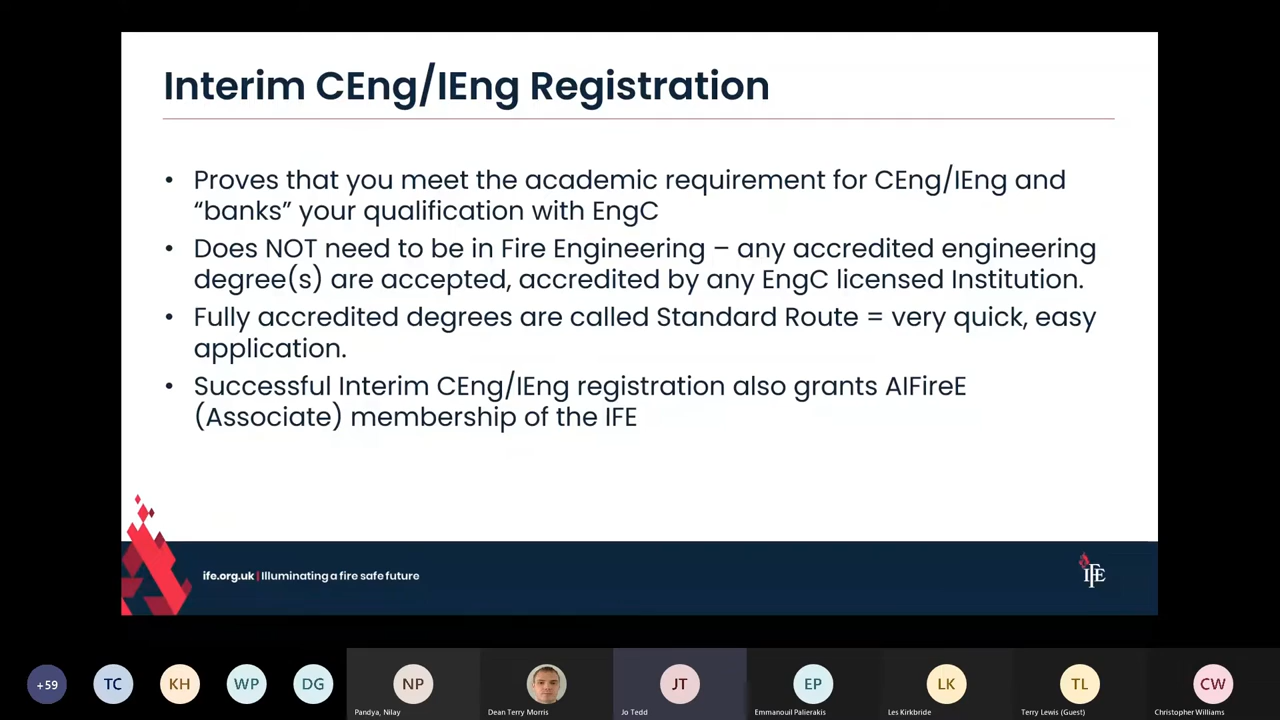 Interim CEng/IEng Registration
• Proves that you meet the academic requirement for CEng/IEng and
“banks” your qualification with EngC
• Does NOT need to be in Fire Engineering – any accredited engineering
degree(s) are accepted, accredited by any EngC licensed Institution.
• Fully accredited degrees are called Standard Route = very quick, easy
application.
• Successful Interim CEng/IEng registration also grants AIFireE
(Associate) membership of the IFE
ife.org.uk | Illuminating a fire safe future
IFE
+59
TC
KH
WP
DG
NP
JT
EP
LK
TL
CW
Pandya, Nilay
Dean Terry Morris
Jo Tedd
Emmanouil Palierakis
Les Kirkbride
Terry Lewis (Guest)
Christopher Williams